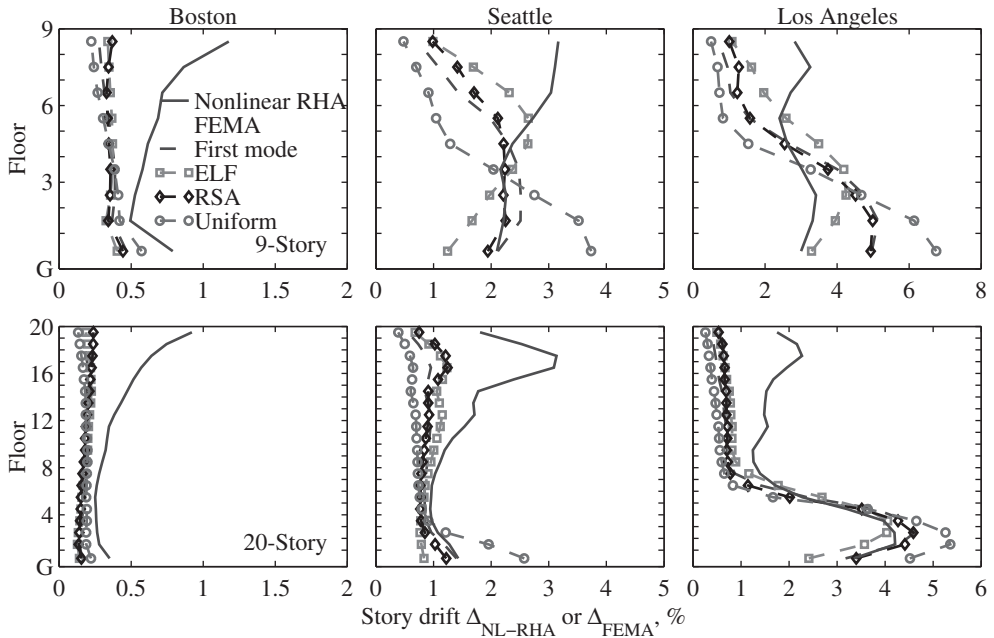 Boston
Seattle
Los Angeles
9
6
3
G
Floor
Nonlinear RHA
FEMA
First mode
ELF
RSA
Uniform
9-Story
0 0.5 1 1.5 2
0 1 2 3 4 5
0 2 4 6 8
20
16
12
8
4
G
Floor
20-Story
0 0.5 1 1.5 2
0 1 2 3 4 5
0 1 2 3 4 5 6
Story drift Δ_NL−RHA or Δ_FEMA, %